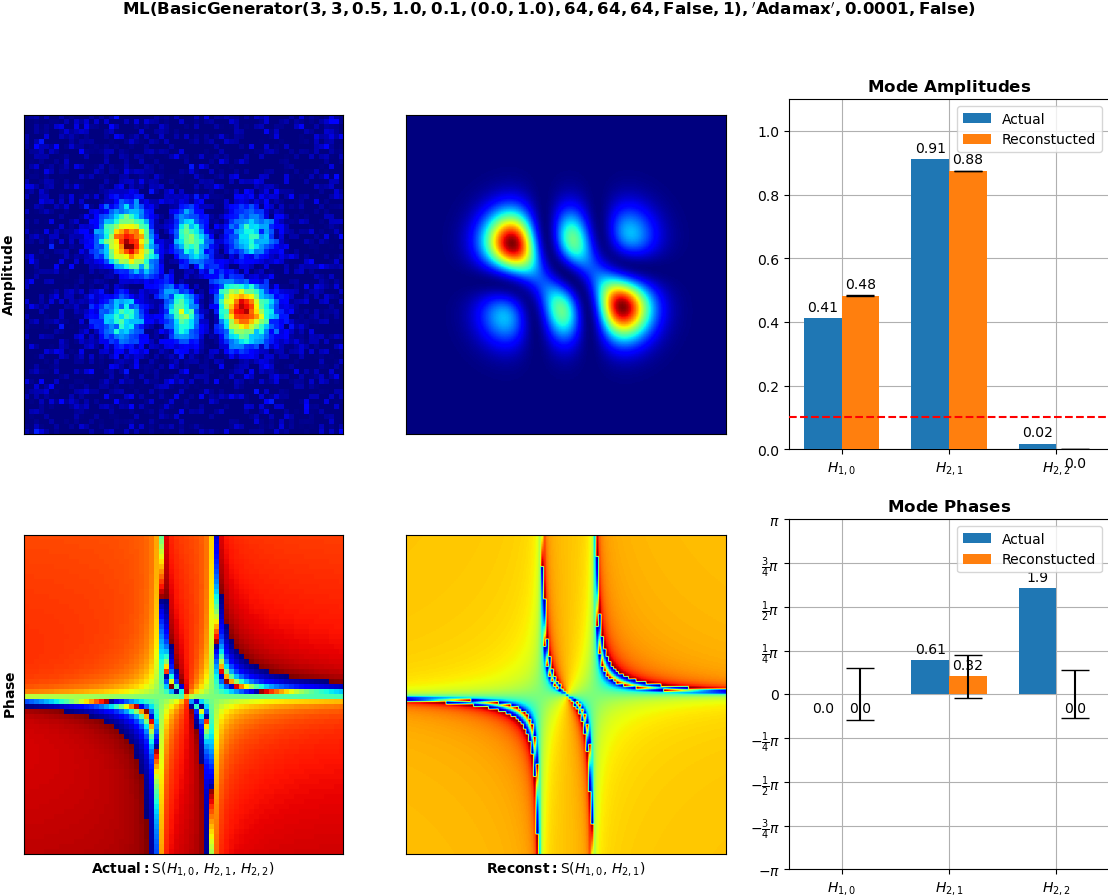 ML(BasicGenerator(3, 3, 0.5, 1.0, 0.1, (0.0, 1.0), 64, 64, 64, False, 1), ′Adamax′, 0.0001, False)
Amplitude
Mode Amplitudes
Actual
Reconstucted
1.0
0.8
0.6
0.4
0.2
0.0
0.41
0.48
0.91
0.88
0.02
0.0
H1,0
H2,1
H2,2
Phase
Actual: S(H1,0, H2,1, H2,2)
Reconst: S(H1,0, H2,1)
Mode Phases
Actual
Reconstucted
π
3/4π
1/2π
1/4π
0
−1/4π
−1/2π
−3/4π
−π
0.0
0.0
0.61
0.32
1.9
0.0
H1,0
H2,1
H2,2